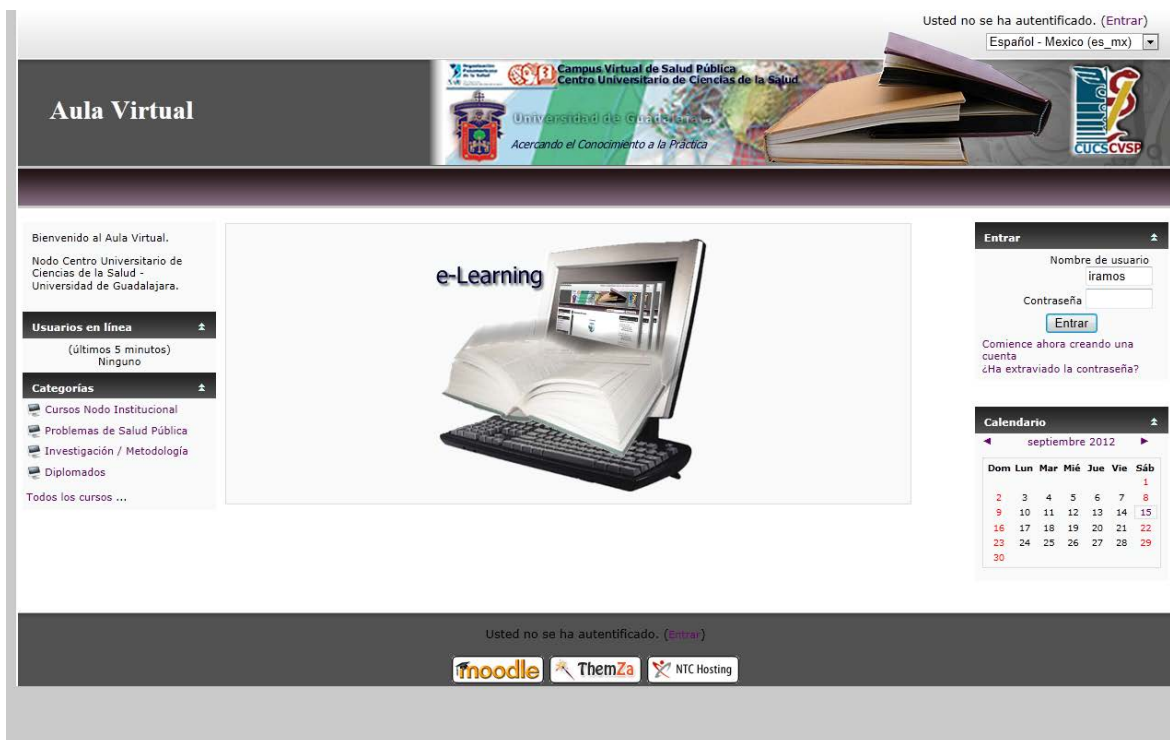 Usted no se ha autentificado. (Entrar)
Español - Mexico (es_mx)
Aula Virtual
Organización
Panamericana
de la Salud
Campus Virtual de Salud Pública
Centro Universitario de Ciencias de la Salud
Universidad de Guadalajara
Acercando el Conocimiento a la Práctica
CUCSCVSP
Bienvenido al Aula Virtual.
Nodo Centro Universitario de
Ciencias de la Salud -
Universidad de Guadalajara.
Usuarios en línea
(últimos 5 minutos)
Ninguno
Categorías
Cursos Nodo Institucional
Problemas de Salud Pública
Investigación / Metodología
Diplomados
Todos los cursos ...
e-Learning
Entrar
Nombre de usuario
iramos
Contraseña
Entrar
Comience ahora creando una
cuenta
¿Ha extraviado la contraseña?
Calendario
septiembre 2012
Dom Lun Mar Mié Jue Vie Sáb
1
2 3 4 5 6 7 8
9 10 11 12 13 14 15
16 17 18 19 20 21 22
23 24 25 26 27 28 29
30
Usted no se ha autentificado. (Entrar)
moodle ThemZa NTC Hosting